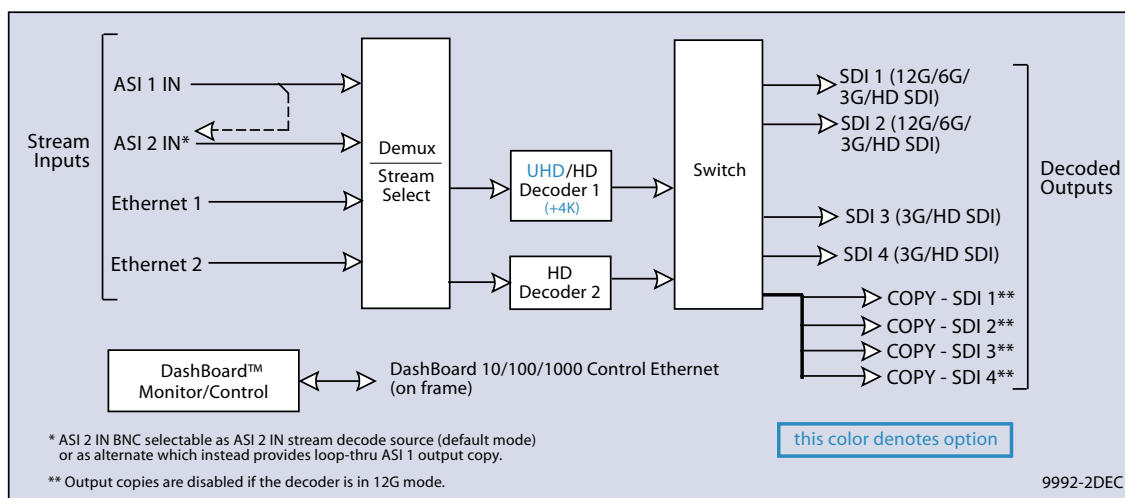 Stream
Inputs
ASI 1 IN
ASI 2 IN*
Ethernet 1
Ethernet 2
Demux
Stream
Select
UHD/HD
Decoder 1
(+4K)
HD
Decoder 2
Switch
SDI 1 (12G/6G/
3G/HD SDI)
SDI 2 (12G/6G/
3G/HD SDI)
SDI 3 (3G/HD SDI)
SDI 4 (3G/HD SDI)
COPY - SDI 1**
COPY - SDI 2**
COPY - SDI 3**
COPY - SDI 4**
Decoded
Outputs
DashBoard™
Monitor/Control
DashBoard 10/100/1000 Control Ethernet
(on frame)
* ASI 2 IN BNC selectable as ASI 2 IN stream decode source (default mode)
or as alternate which instead provides loop-thru ASI 1 output copy.
** Output copies are disabled if the decoder is in 12G mode.
this color denotes option
9992-2DEC